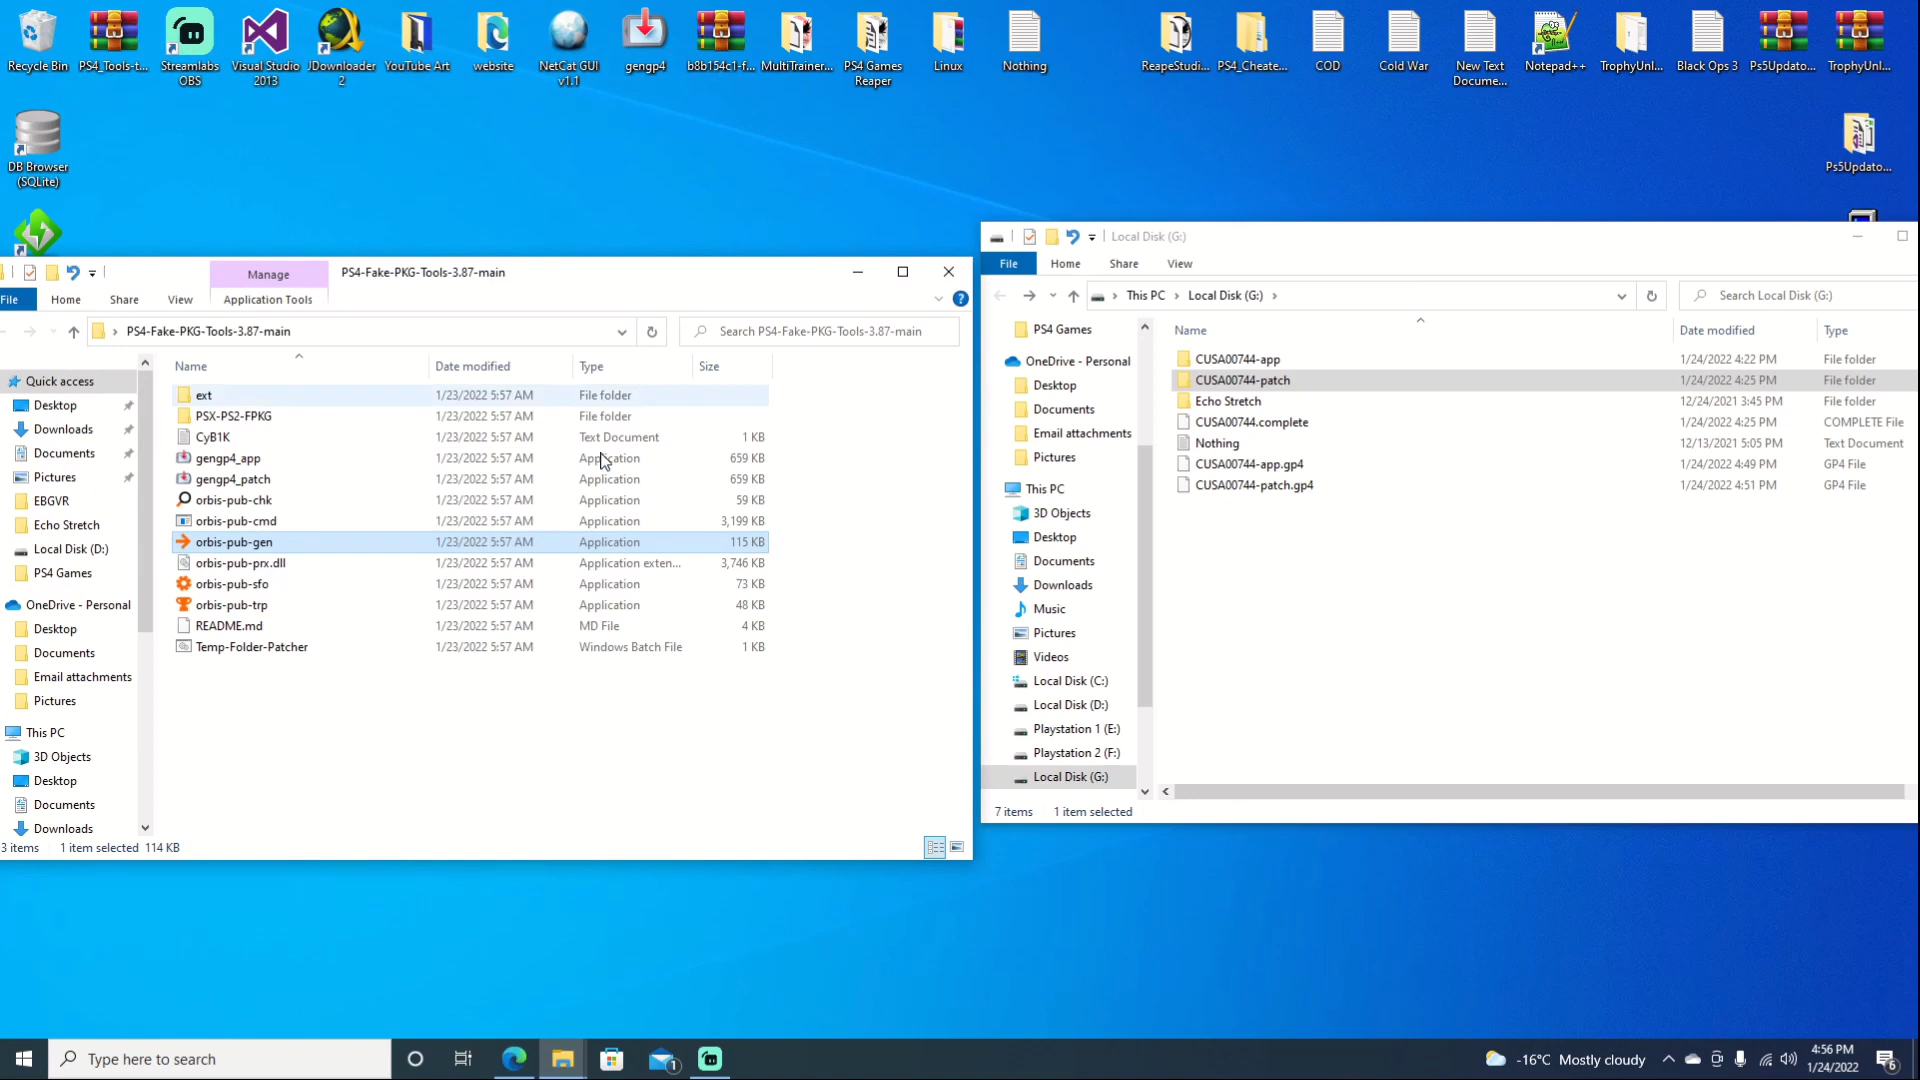 Recycle Bin
PS4_Tools-t...
Streamlabs OBS
Visual Studio 2013
JDownloader 2
YouTube Art
website
NetCat GUI v1.1
gengp4
b8b154c1-f...
MultiTrainer...
PS4 Games Reaper
Linux
Nothing
ReapeStudi...
PS4_Cheate...
COD
Cold War
New Text Docume...
Notepad++
TrophyUnl...
Black Ops 3
Ps5Updato...
TrophyUnl...
DB Browser (SQLite)
Ps5Updato...
Manage
PS4-Fake-PKG-Tools-3.87-main
File
Home
Share
View
Application Tools
PS4-Fake-PKG-Tools-3.87-main
Search PS4-Fake-PKG-Tools-3.87-main
Name
Date modified
Type
Size
Quick access
Desktop
Downloads
Documents
Pictures
EBGVR
Echo Stretch
Local Disk (D:)
PS4 Games
OneDrive - Personal
Desktop
Documents
Email attachments
Pictures
This PC
3D Objects
Desktop
Documents
Downloads
ext 1/23/2022 5:57 AM File folder
PSX-PS2-FPKG 1/23/2022 5:57 AM File folder
CyB1K 1/23/2022 5:57 AM Text Document 1 KB
gengp4_app 1/23/2022 5:57 AM Application 659 KB
gengp4_patch 1/23/2022 5:57 AM Application 659 KB
orbis-pub-chk 1/23/2022 5:57 AM Application 59 KB
orbis-pub-cmd 1/23/2022 5:57 AM Application 3,199 KB
orbis-pub-gen 1/23/2022 5:57 AM Application 115 KB
orbis-pub-prx.dll 1/23/2022 5:57 AM Application exten... 3,746 KB
orbis-pub-sfo 1/23/2022 5:57 AM Application 73 KB
orbis-pub-trp 1/23/2022 5:57 AM Application 48 KB
README.md 1/23/2022 5:57 AM MD File 4 KB
Temp-Folder-Patcher 1/23/2022 5:57 AM Windows Batch File 1 KB
3 items 1 item selected 114 KB
Local Disk (G:)
File
Home
Share
View
This PC
Local Disk (G:)
Search Local Disk (G:)
Name
Date modified
Type
PS4 Games
OneDrive - Personal
Desktop
Documents
Email attachments
Pictures
This PC
3D Objects
Desktop
Documents
Downloads
Music
Pictures
Videos
Local Disk (C:)
Local Disk (D:)
Playstation 1 (E:)
Playstation 2 (F:)
Local Disk (G:)
CUSA00744-app 1/24/2022 4:22 PM File folder
CUSA00744-patch 1/24/2022 4:25 PM File folder
Echo Stretch 12/24/2021 3:45 PM File folder
CUSA00744.complete 1/24/2022 4:25 PM COMPLETE File
Nothing 12/13/2021 5:05 PM Text Document
CUSA00744-app.gp4 1/24/2022 4:49 PM GP4 File
CUSA00744-patch.gp4 1/24/2022 4:51 PM GP4 File
7 items 1 item selected
Type here to search
1
-16°C Mostly cloudy
4:56 PM
1/24/2022
6